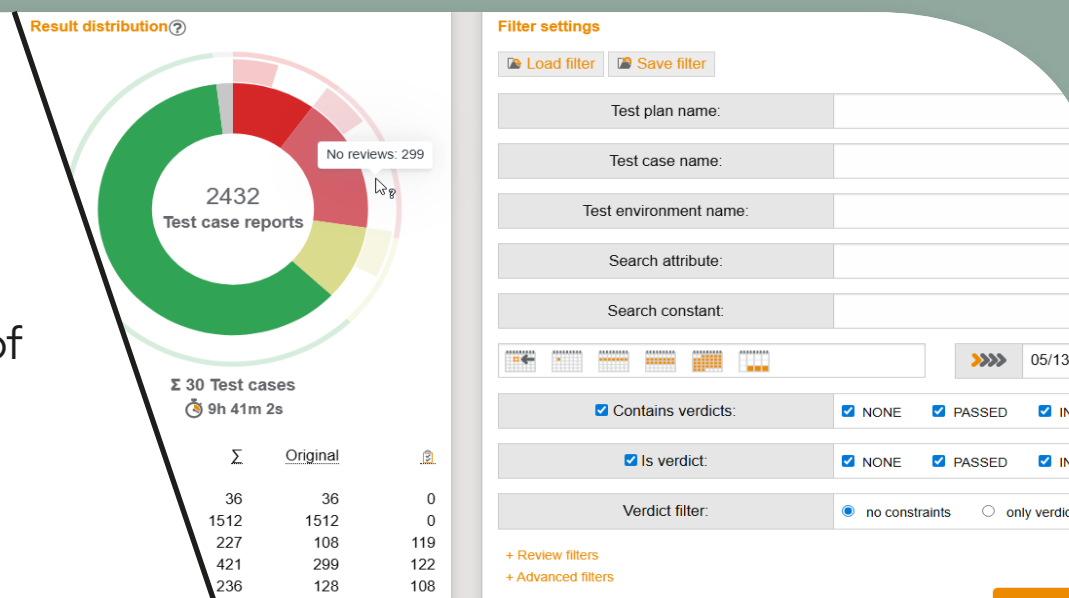 of
Result distribution?
No reviews: 299
2432
Test case reports
Σ 30 Test cases
9h 41m 2s
Σ Original
36 36 0
1512 1512 0
227 108 119
421 299 122
236 128 108
Filter settings
Load filter Save filter
Test plan name:
Test case name:
Test environment name:
Search attribute:
Search constant:
05/13
Contains verdicts: NONE PASSED IN
Is verdict: NONE PASSED IN
Verdict filter: no constraints only verdic
+ Review filters
+ Advanced filters